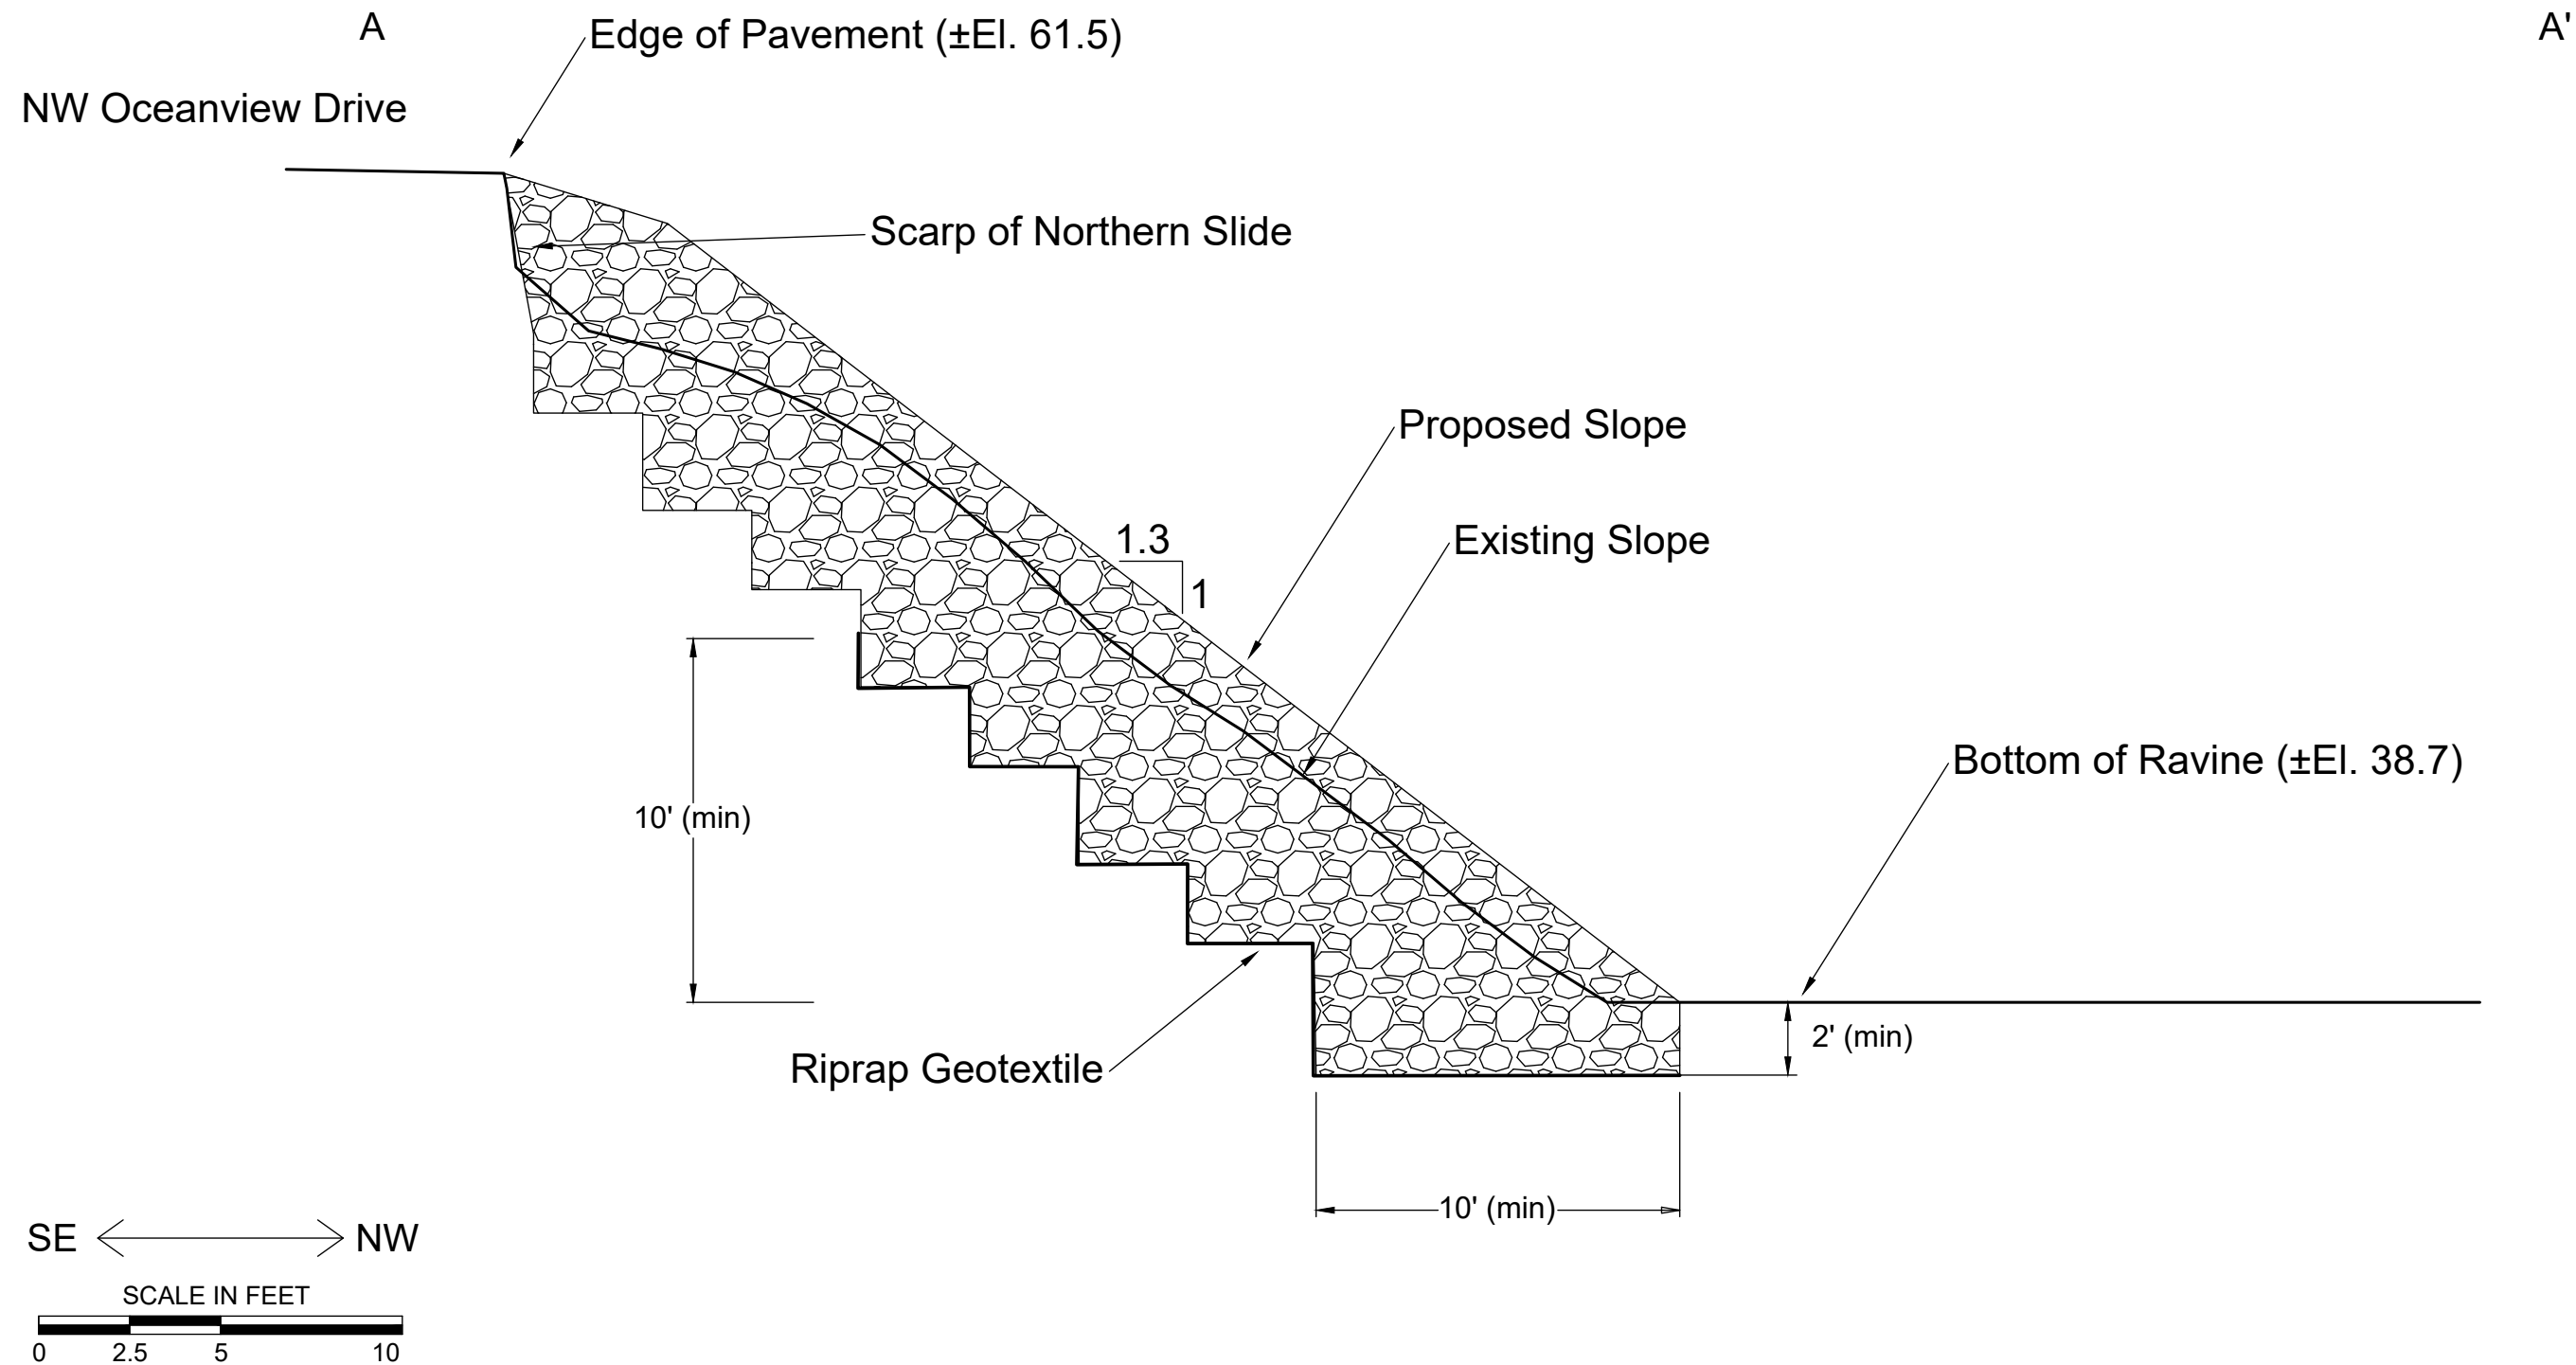 A
A'
Edge of Pavement (±El. 61.5)
NW Oceanview Drive
Scarp of Northern Slide
Proposed Slope
1.3
Existing Slope
1
Bottom of Ravine (±El. 38.7)
10' (min)
2' (min)
Riprap Geotextile
10' (min)
SE
NW
SCALE IN FEET
0 2.5 5 10